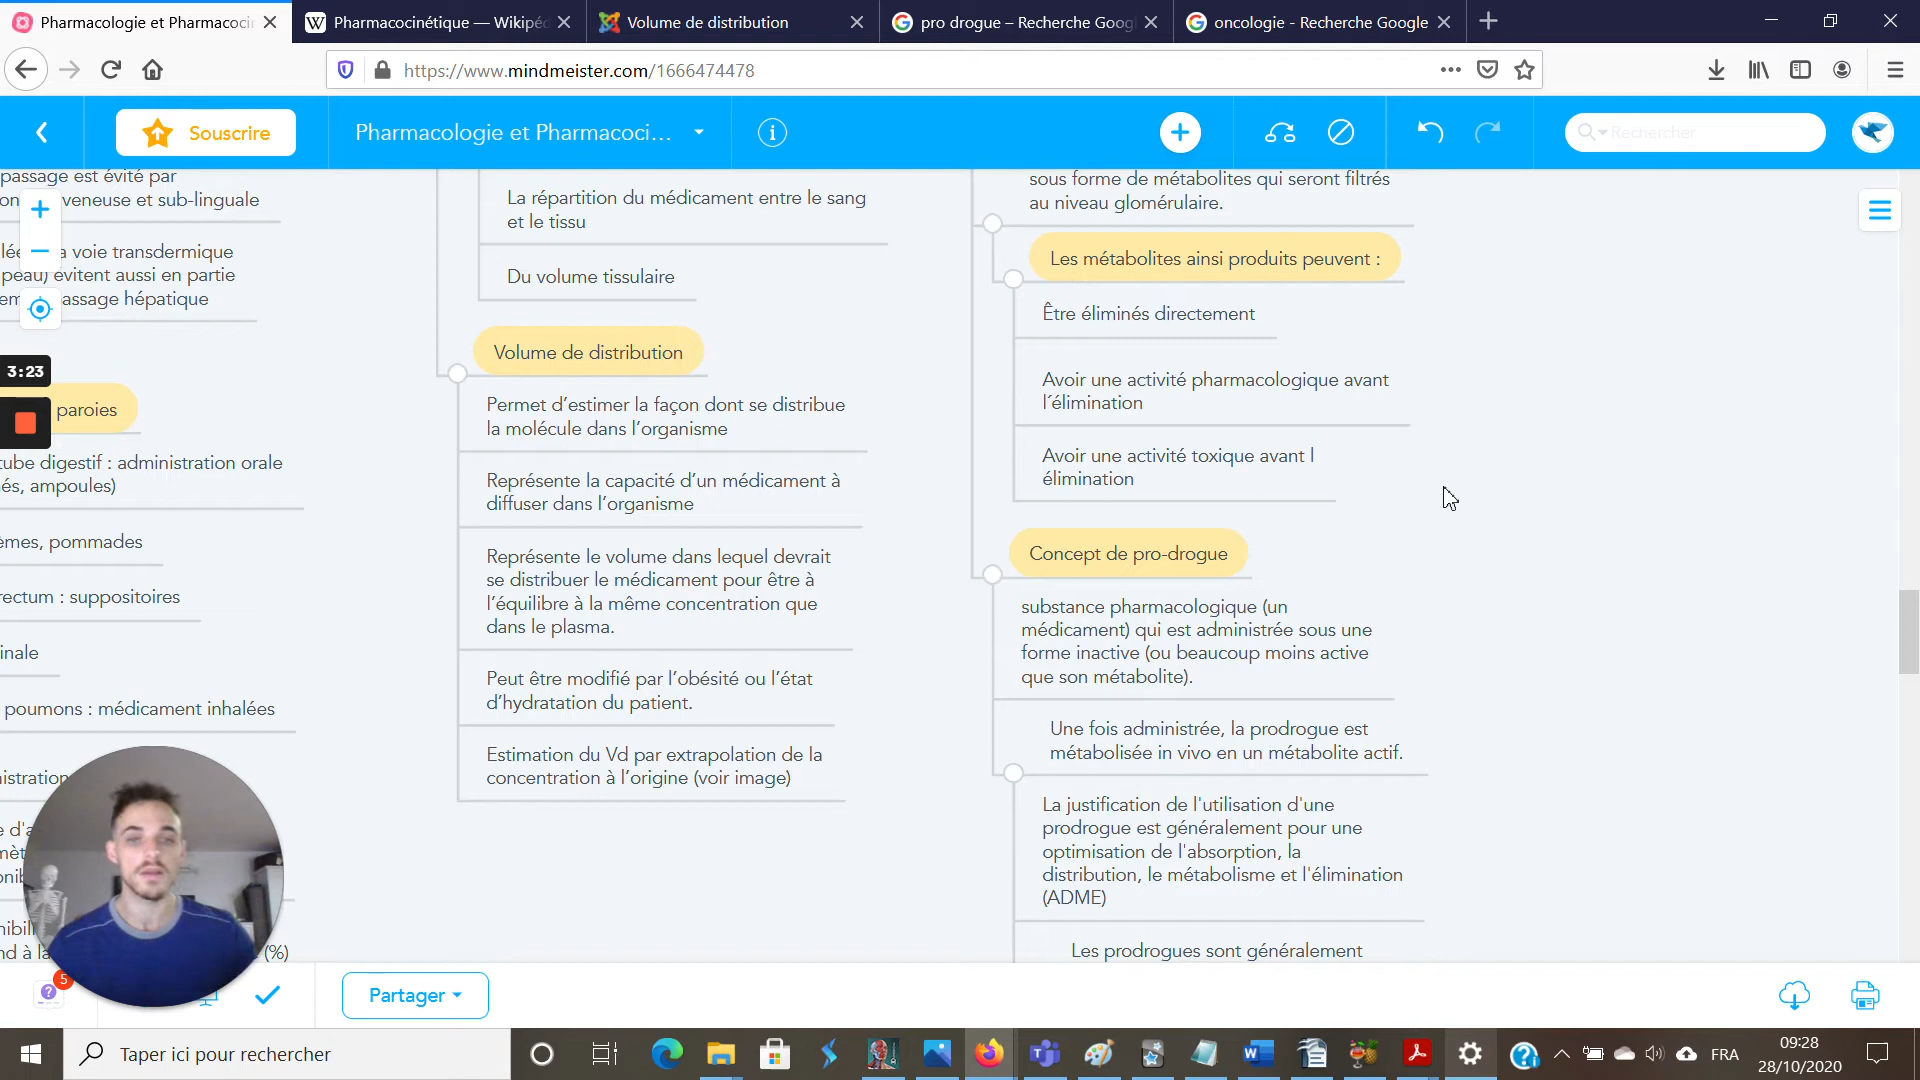 Pharmacologie et Pharmacocin
Pharmacocinétique — Wikipéd
Volume de distribution
pro drogue – Recherche Goog
oncologie - Recherche Google
https://www.mindmeister.com/1666474478
Souscrire
Pharmacologie et Pharmacoci...
Rechercher
passage est évité par
veneuse et sub-linguale
a voie transdermique
peau) évitent aussi en partie
assage hépatique
3:23
paroies
tube digestif : administration orale
és, ampoules)
èmes, pommades
rectum : suppositoires
inale
poumons : médicament inhalées
nistration
(%)
La répartition du médicament entre le sang
et le tissu
Du volume tissulaire
Volume de distribution
Permet d’estimer la façon dont se distribue
la molécule dans l’organisme
Représente la capacité d’un médicament à
diffuser dans l’organisme
Représente le volume dans lequel devrait
se distribuer le médicament pour être à
l’équilibre à la même concentration que
dans le plasma.
Peut être modifié par l’obésité ou l’état
d’hydratation du patient.
Estimation du Vd par extrapolation de la
concentration à l’origine (voir image)
sous forme de métabolites qui seront filtrés
au niveau glomérulaire.
Les métabolites ainsi produits peuvent :
Être éliminés directement
Avoir une activité pharmacologique avant
l´élimination
Avoir une activité toxique avant l
élimination
Concept de pro-drogue
substance pharmacologique (un
médicament) qui est administrée sous une
forme inactive (ou beaucoup moins active
que son métabolite).
Une fois administrée, la prodrogue est
métabolisée in vivo en un métabolite actif.
La justification de l'utilisation d'une
prodrogue est généralement pour une
optimisation de l'absorption, la
distribution, le métabolisme et l'élimination
(ADME)
Les prodrogues sont généralement
5
Partager
Taper ici pour rechercher
FRA
09:28
28/10/2020